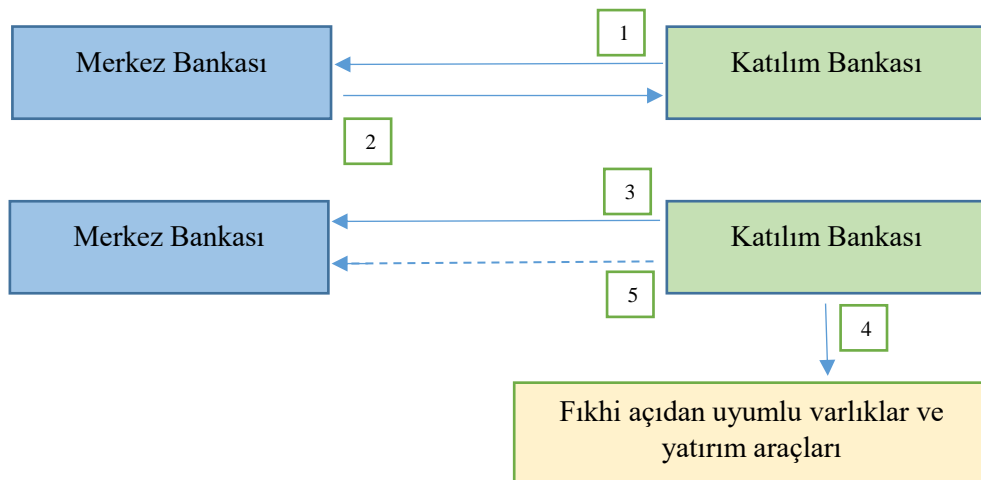 1
Merkez Bankası
Katılım Bankası
2
3
Merkez Bankası
Katılım Bankası
5
4
Fıkhi açıdan uyumlu varlıklar ve
yatırım araçları